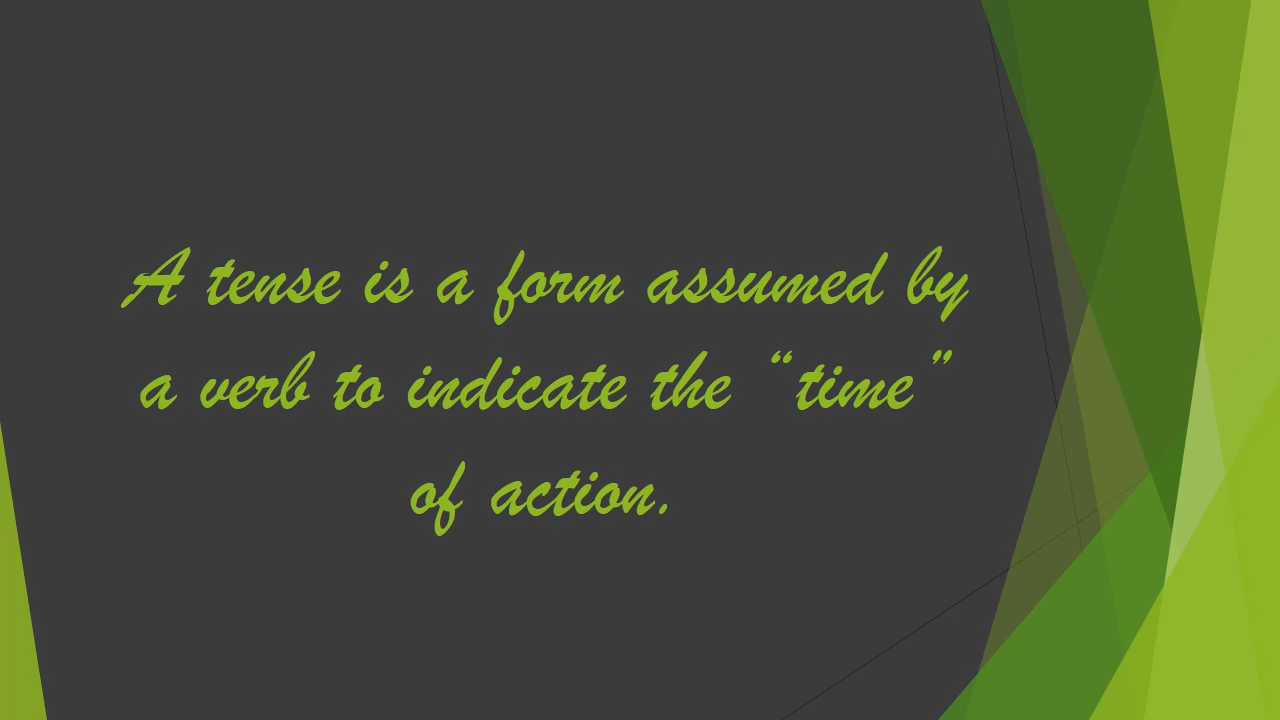 A tense is a form assumed by
a verb to indicate the “time”
of action.